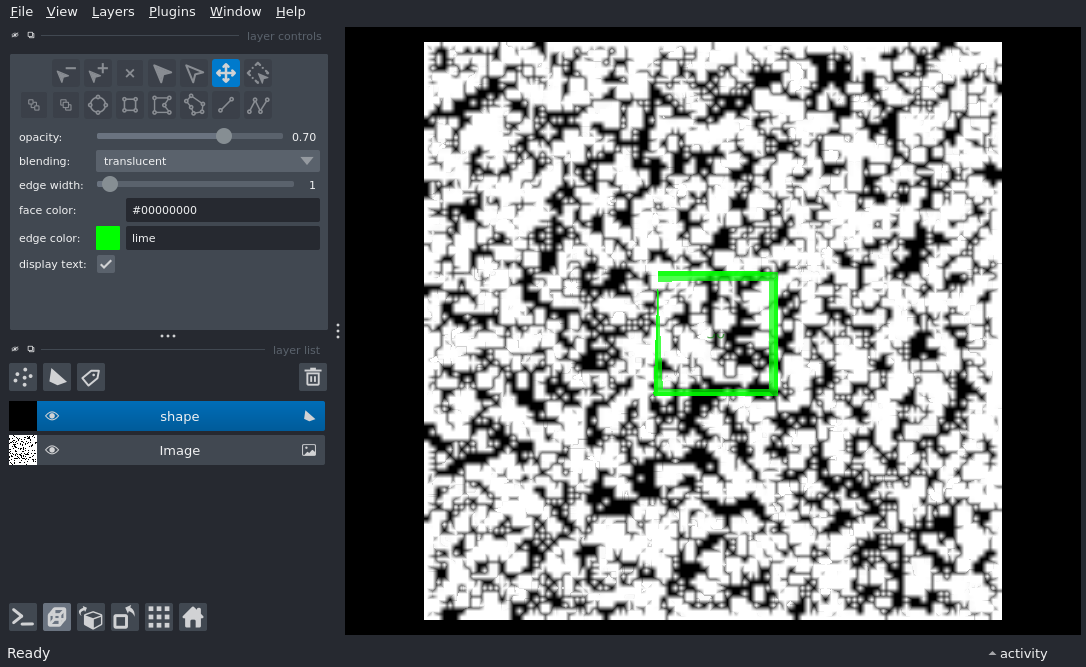 File View Layers Plugins Window Help
layer controls
opacity: 0.70
blending: translucent
edge width: 1
face color: #00000000
edge color: lime
display text:
layer list
shape
Image
Ready
activity